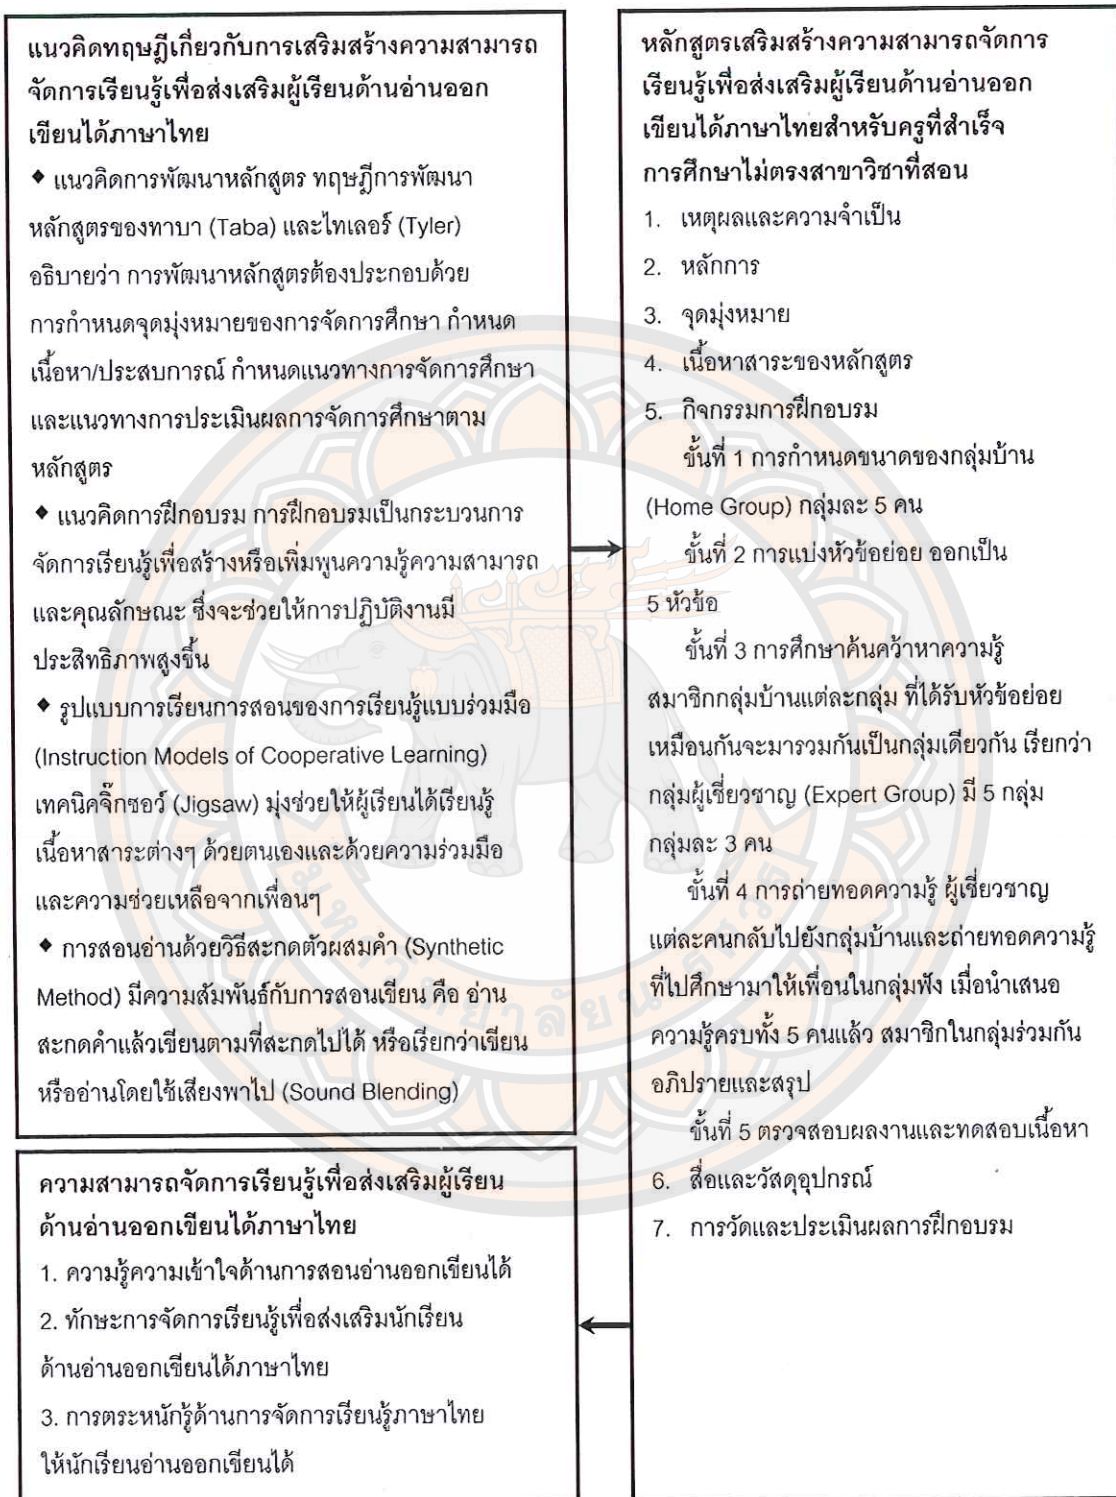 แนวคิดทฤษฎีเกี่ยวกับการเสริมสร้างความสามารถ
จัดการเรียนรู้เพื่อส่งเสริมผู้เรียนด้านอ่านออก
เขียนได้ภาษาไทย
◆ แนวคิดการพัฒนาหลักสูตร ทฤษฎีการพัฒนา
หลักสูตรของทาบา (Taba) และไทเลอร์ (Tyler)
อธิบายว่า การพัฒนาหลักสูตรต้องประกอบด้วย
การกำหนดจุดมุ่งหมายของการจัดการศึกษา กำหนด
เนื้อหา/ประสบการณ์ กำหนดแนวทางการจัดการศึกษา
และแนวทางการประเมินผลการจัดการศึกษาตาม
หลักสูตร
◆ แนวคิดการฝึกอบรม การฝึกอบรมเป็นกระบวนการ
จัดการเรียนรู้เพื่อสร้างหรือเพิ่มพูนความรู้ความสามารถ
และคุณลักษณะ ซึ่งจะช่วยให้การปฏิบัติงานมี
ประสิทธิภาพสูงขึ้น
◆ รูปแบบการเรียนการสอนของการเรียนรู้แบบร่วมมือ
(Instruction Models of Cooperative Learning)
เทคนิคจิ๊กซอว์ (Jigsaw) มุ่งช่วยให้ผู้เรียนได้เรียนรู้
เนื้อหาสาระต่างๆ ด้วยตนเองและด้วยความร่วมมือ
และความช่วยเหลือจากเพื่อนๆ
◆ การสอนอ่านด้วยวิธีสะกดตัวผสมคำ (Synthetic
Method) มีความสัมพันธ์กับการสอนเขียน คือ อ่าน
สะกดคำแล้วเขียนตามที่สะกดไปได้ หรือเรียกว่าเขียน
หรืออ่านโดยใช้เสียงพาไป (Sound Blending)
ความสามารถจัดการเรียนรู้เพื่อส่งเสริมผู้เรียน
ด้านอ่านออกเขียนได้ภาษาไทย
1. ความรู้ความเข้าใจด้านการสอนอ่านออกเขียนได้
2. ทักษะการจัดการเรียนรู้เพื่อส่งเสริมนักเรียน
ด้านอ่านออกเขียนได้ภาษาไทย
3. การตระหนักรู้ด้านการจัดการเรียนรู้ภาษาไทย
ให้นักเรียนอ่านออกเขียนได้
หลักสูตรเสริมสร้างความสามารถจัดการ
เรียนรู้เพื่อส่งเสริมผู้เรียนด้านอ่านออก
เขียนได้ภาษาไทยสำหรับครูที่สำเร็จ
การศึกษาไม่ตรงสาขาวิชาที่สอน
1. เหตุผลและความจำเป็น
2. หลักการ
3. จุดมุ่งหมาย
4. เนื้อหาสาระของหลักสูตร
5. กิจกรรมการฝึกอบรม
ขั้นที่ 1 การกำหนดขนาดของกลุ่มบ้าน
(Home Group) กลุ่มละ 5 คน
ขั้นที่ 2 การแบ่งหัวข้อย่อย ออกเป็น
5 หัวข้อ
ขั้นที่ 3 การศึกษาค้นคว้าหาความรู้
สมาชิกกลุ่มบ้านแต่ละกลุ่ม ที่ได้รับหัวข้อย่อย
เหมือนกันจะมารวมกันเป็นกลุ่มเดียวกัน เรียกว่า
กลุ่มผู้เชี่ยวชาญ (Expert Group) มี 5 กลุ่ม
กลุ่มละ 3 คน
ขั้นที่ 4 การถ่ายทอดความรู้ ผู้เชี่ยวชาญ
แต่ละคนกลับไปยังกลุ่มบ้านและถ่ายทอดความรู้
ที่ไปศึกษามาให้เพื่อนในกลุ่มฟัง เมื่อนำเสนอ
ความรู้ครบทั้ง 5 คนแล้ว สมาชิกในกลุ่มร่วมกัน
อภิปรายและสรุป
ขั้นที่ 5 ตรวจสอบผลงานและทดสอบเนื้อหา
6. สื่อและวัสดุอุปกรณ์
7. การวัดและประเมินผลการฝึกอบรม
มหาวิทยาลัยนเรศวร